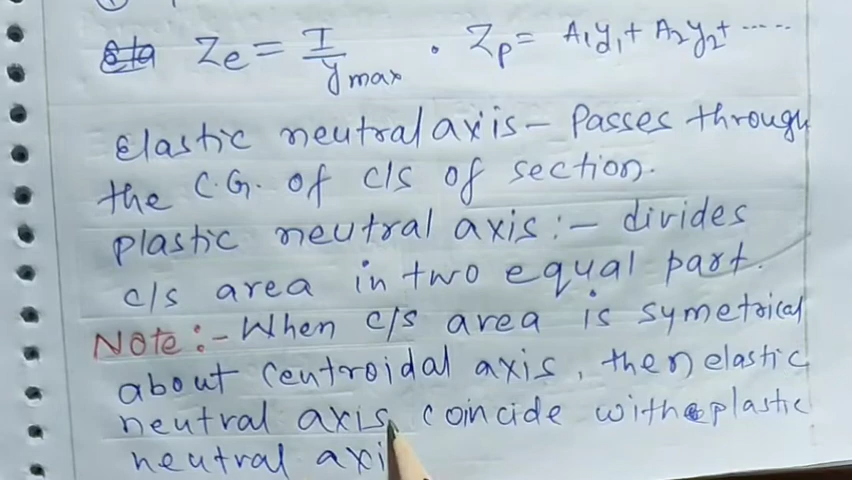 Ze = I/ymax . Zp = A1y1 + A2y2 + .....
Elastic neutral axis - Passes through
the C.G. of c/s of section.
plastic neutral axis :- divides
c/s area in two equal part.
Note :- When c/s area is symetrical
about centroidal axis, then elastic
neutral axis coincide with plastic
neutral axi